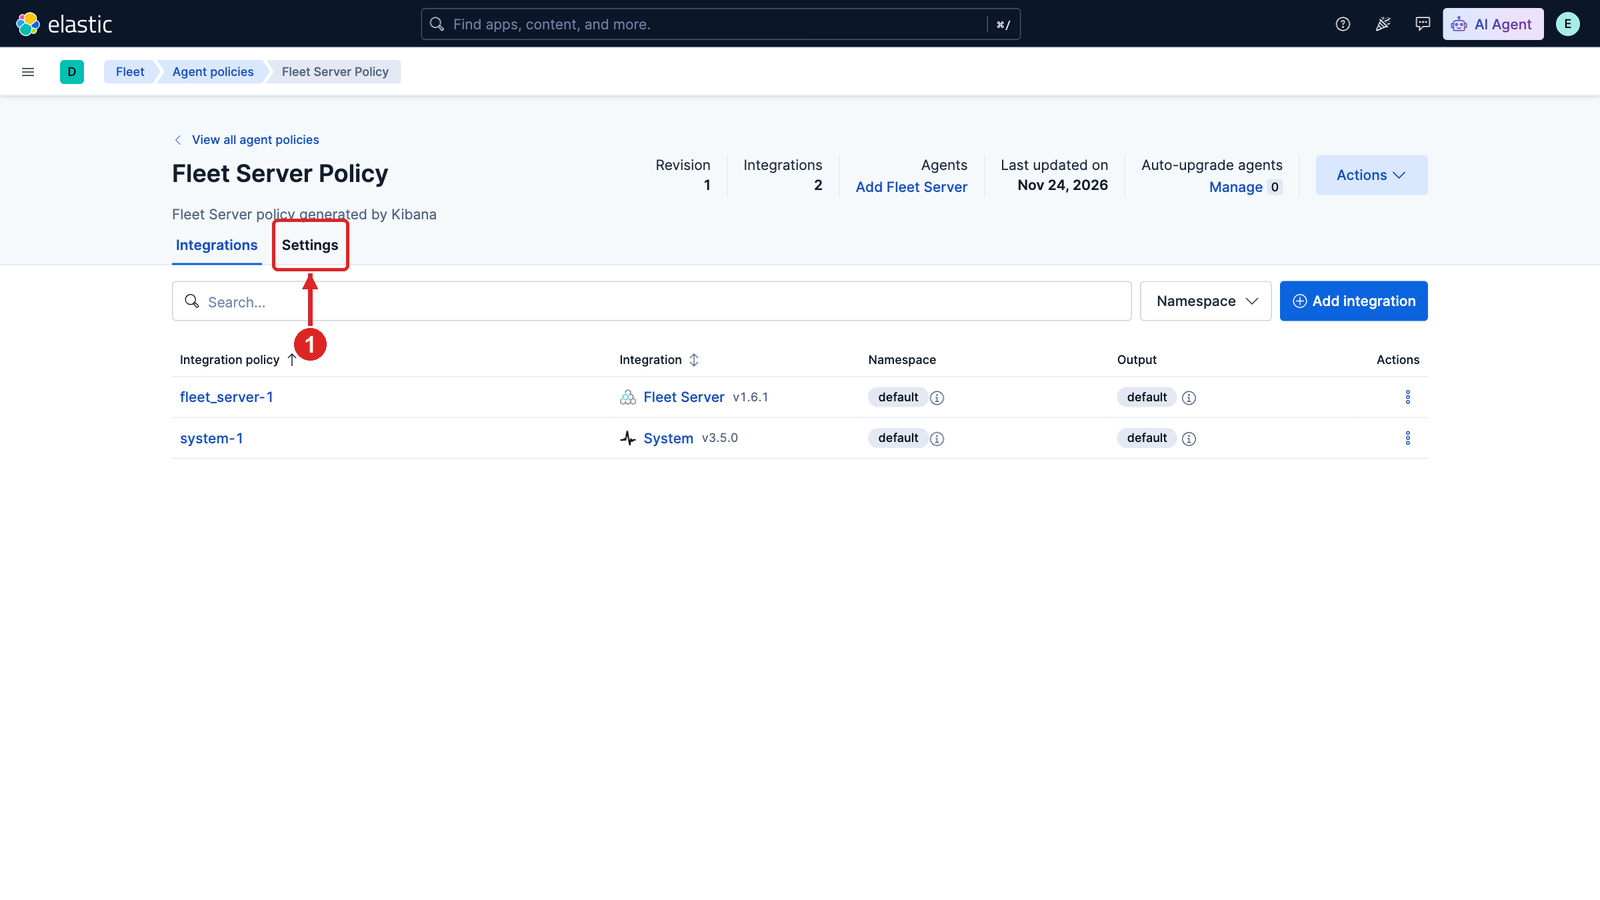 elastic
Find apps, content, and more.
⌘/
AI Agent
E
D
Fleet
Agent policies
Fleet Server Policy
View all agent policies
Fleet Server Policy
Fleet Server policy generated by Kibana
Revision
1
Integrations
2
Agents
Add Fleet Server
Last updated on
Nov 24, 2026
Auto-upgrade agents
Manage 0
Actions
Integrations
Settings
1
Search...
Namespace
Add integration
Integration policy
Integration
Namespace
Output
Actions
fleet_server-1
Fleet Server v1.6.1
default
default
system-1
System v3.5.0
default
default